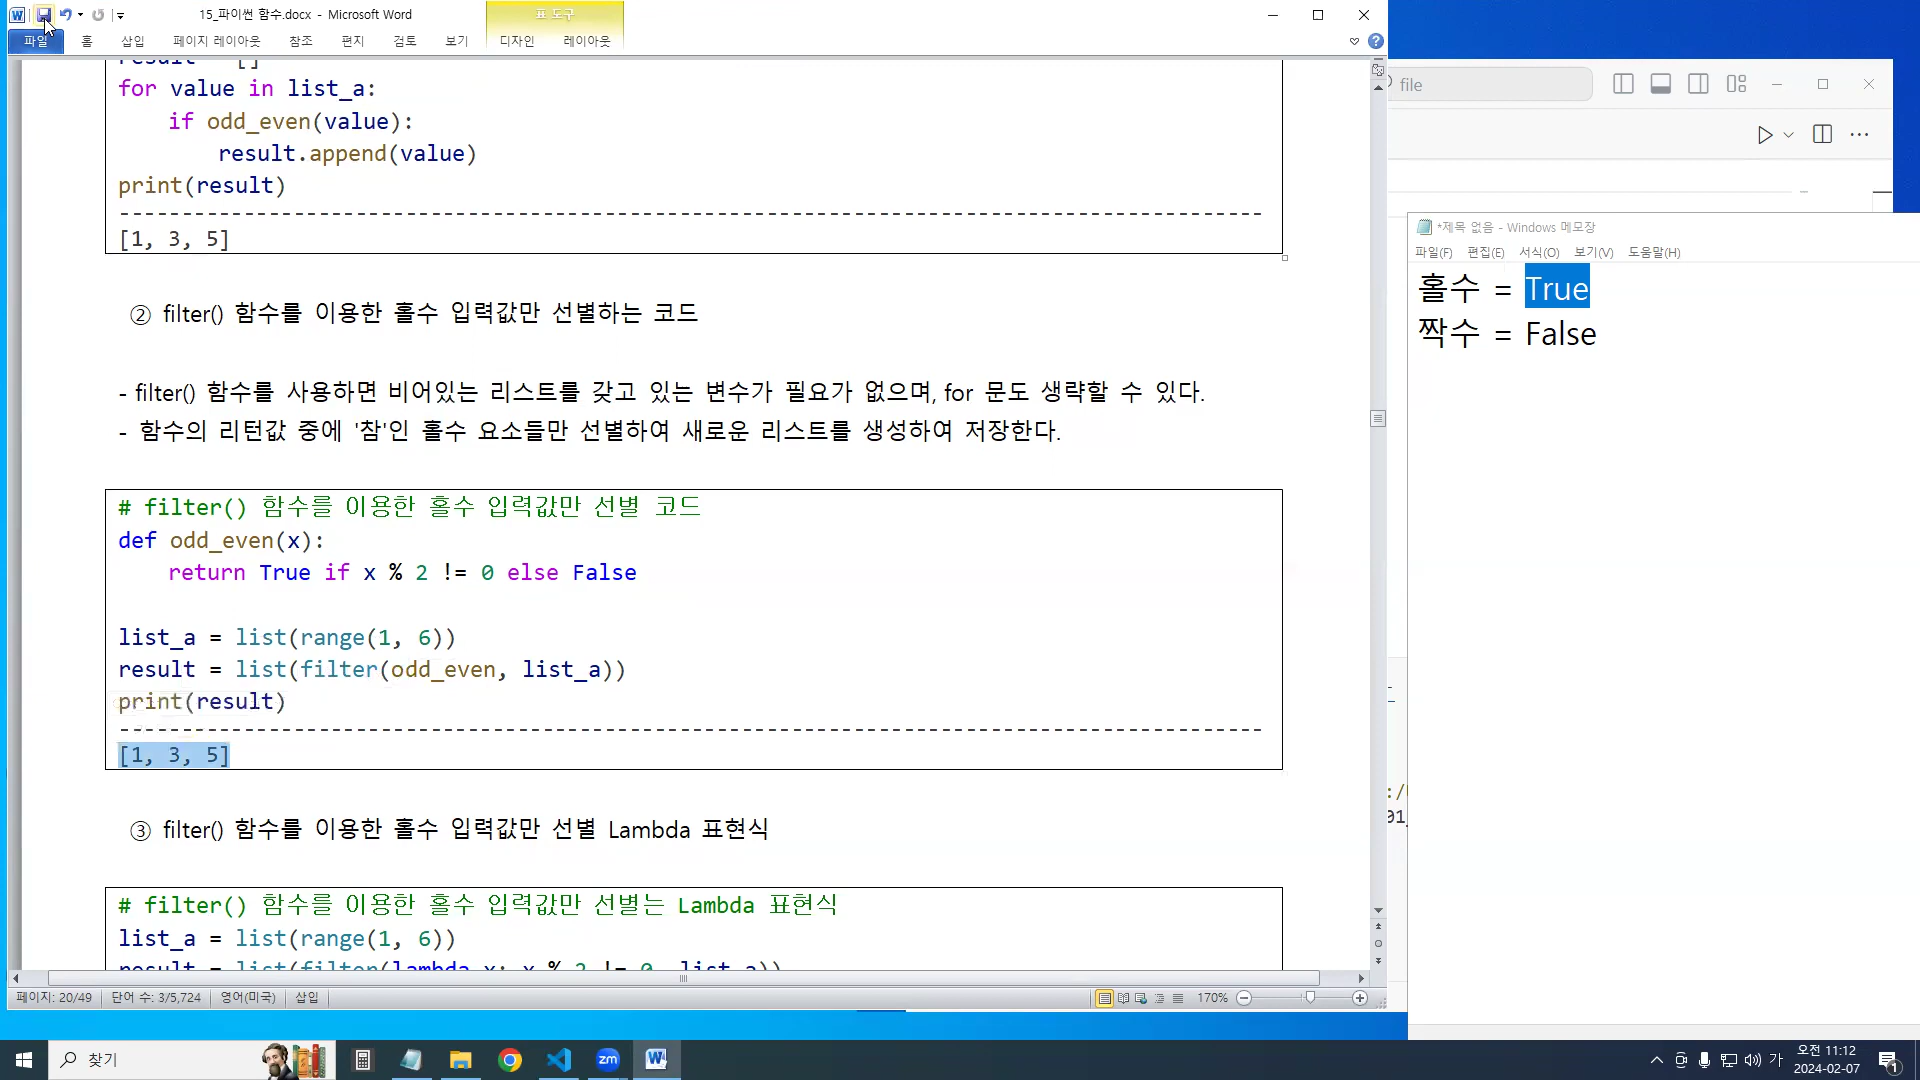 15_파이썬 함수.docx - Microsoft Word
표 도구
파일 홈 삽입 페이지 레이아웃 참조 편지 검토 보기 디자인 레이아웃
for value in list_a:
if odd_even(value):
result.append(value)
print(result)
[1, 3, 5]
② filter() 함수를 이용한 홀수 입력값만 선별하는 코드
- filter() 함수를 사용하면 비어있는 리스트를 갖고 있는 변수가 필요가 없으며, for 문도 생략할 수 있다.
- 함수의 리턴값 중에 '참'인 홀수 요소들만 선별하여 새로운 리스트를 생성하여 저장한다.
# filter() 함수를 이용한 홀수 입력값만 선별 코드
def odd_even(x):
return True if x % 2 != 0 else False
list_a = list(range(1, 6))
result = list(filter(odd_even, list_a))
print(result)
[1, 3, 5]
③ filter() 함수를 이용한 홀수 입력값만 선별 Lambda 표현식
# filter() 함수를 이용한 홀수 입력값만 선별는 Lambda 표현식
list_a = list(range(1, 6))
result = list(filter(lambda x: x % 2 != 0, list_a))
페이지: 20/49 단어 수: 3/5,724 영어(미국) 삽입 170%
file
*제목 없음 - Windows 메모장
파일(F) 편집(E) 서식(O) 보기(V) 도움말(H)
홀수 = True
짝수 = False
찾기
zm
가
오전 11:12
2024-02-07
1